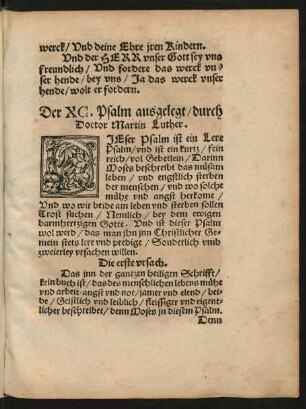 werck/ Vnd deine Ehre jren Kindern.
Vnd der HERR vnser Gott sey vns
freundlich/ Vnd fordere das werck vn-
ser hende/ bey vns/ Ja das werck vnser
hende/ wolt er fordern.
Der XC. Psalm ausgelegt/ durch
Doctor Martin Luther.
DIEser Psalm ist ein Lere
Psalm/ vnd ist ein kurtz/ fein
reich/ vol Gebetlein/ Darinn
Moses beschreibt das müsam
leben/ vnd engstlich sterben
der menschen/ vnd wo solche
mühe vnd angst herkome/
Vnd wo wir beide am leben vnd sterben sollen
Trost suchen/ Nemlich/ bey dem ewigen
barmhertzigen Gotte. Vnd ist dieser Psalm
wol werd/ das man jhn jnn Christlicher Ge-
mein stets lere vnd predige/ Sonderlich vmb
zweierley vrsachen willen.
Die erste vrsach.
Das jnn der gantzen heiligen Schrifft/
kein buch ist/ das des menschlichen lebens mühe
vnd arbeit/ angst vnd not/ jamer vnd elend/ bei-
de/ Geistlich vnd leiblich/ fleissiger vnd eigent-
licher beschreibet/ denn Moses jn diesem Psalm.
Denn